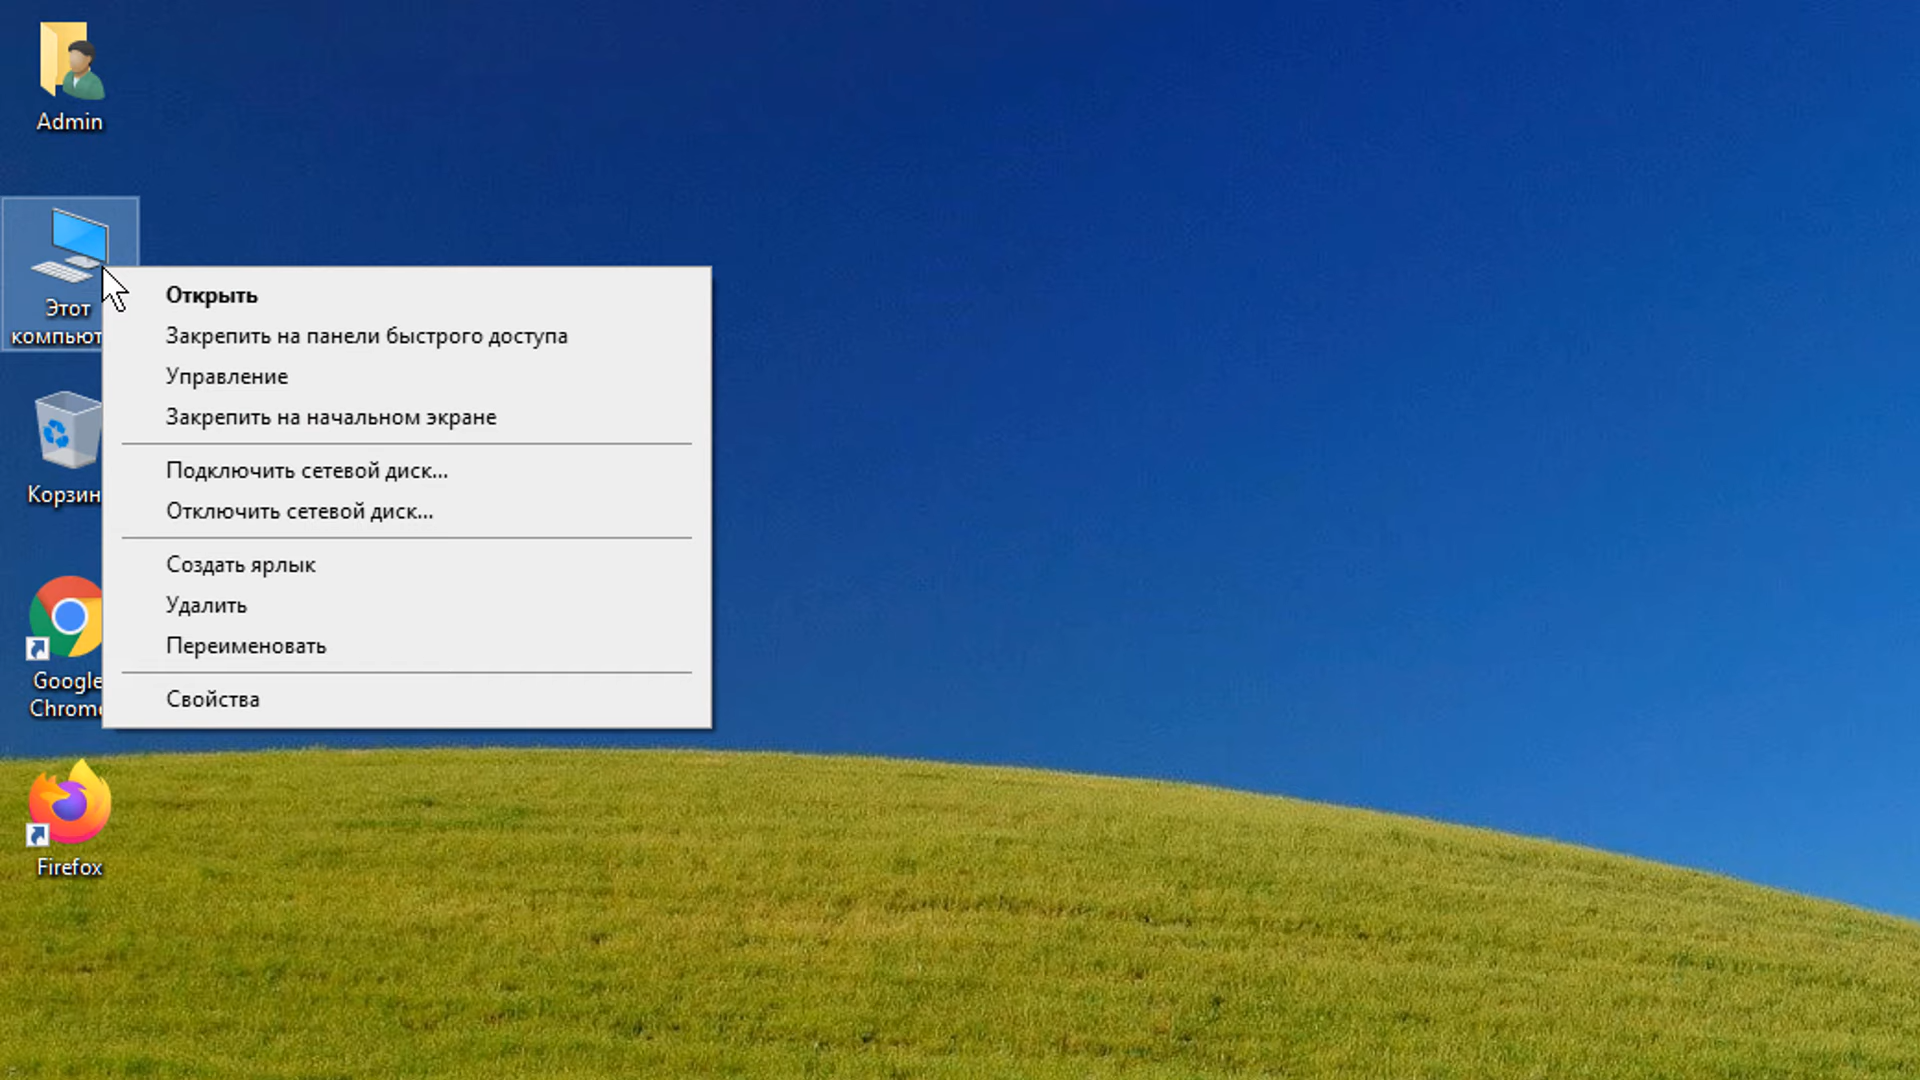 Admin
Этот
компьют
Открыть
Закрепить на панели быстрого доступа
Управление
Закрепить на начальном экране
Подключить сетевой диск...
Отключить сетевой диск...
Создать ярлык
Удалить
Переименовать
Свойства
Корзин
Google
Chrome
Firefox